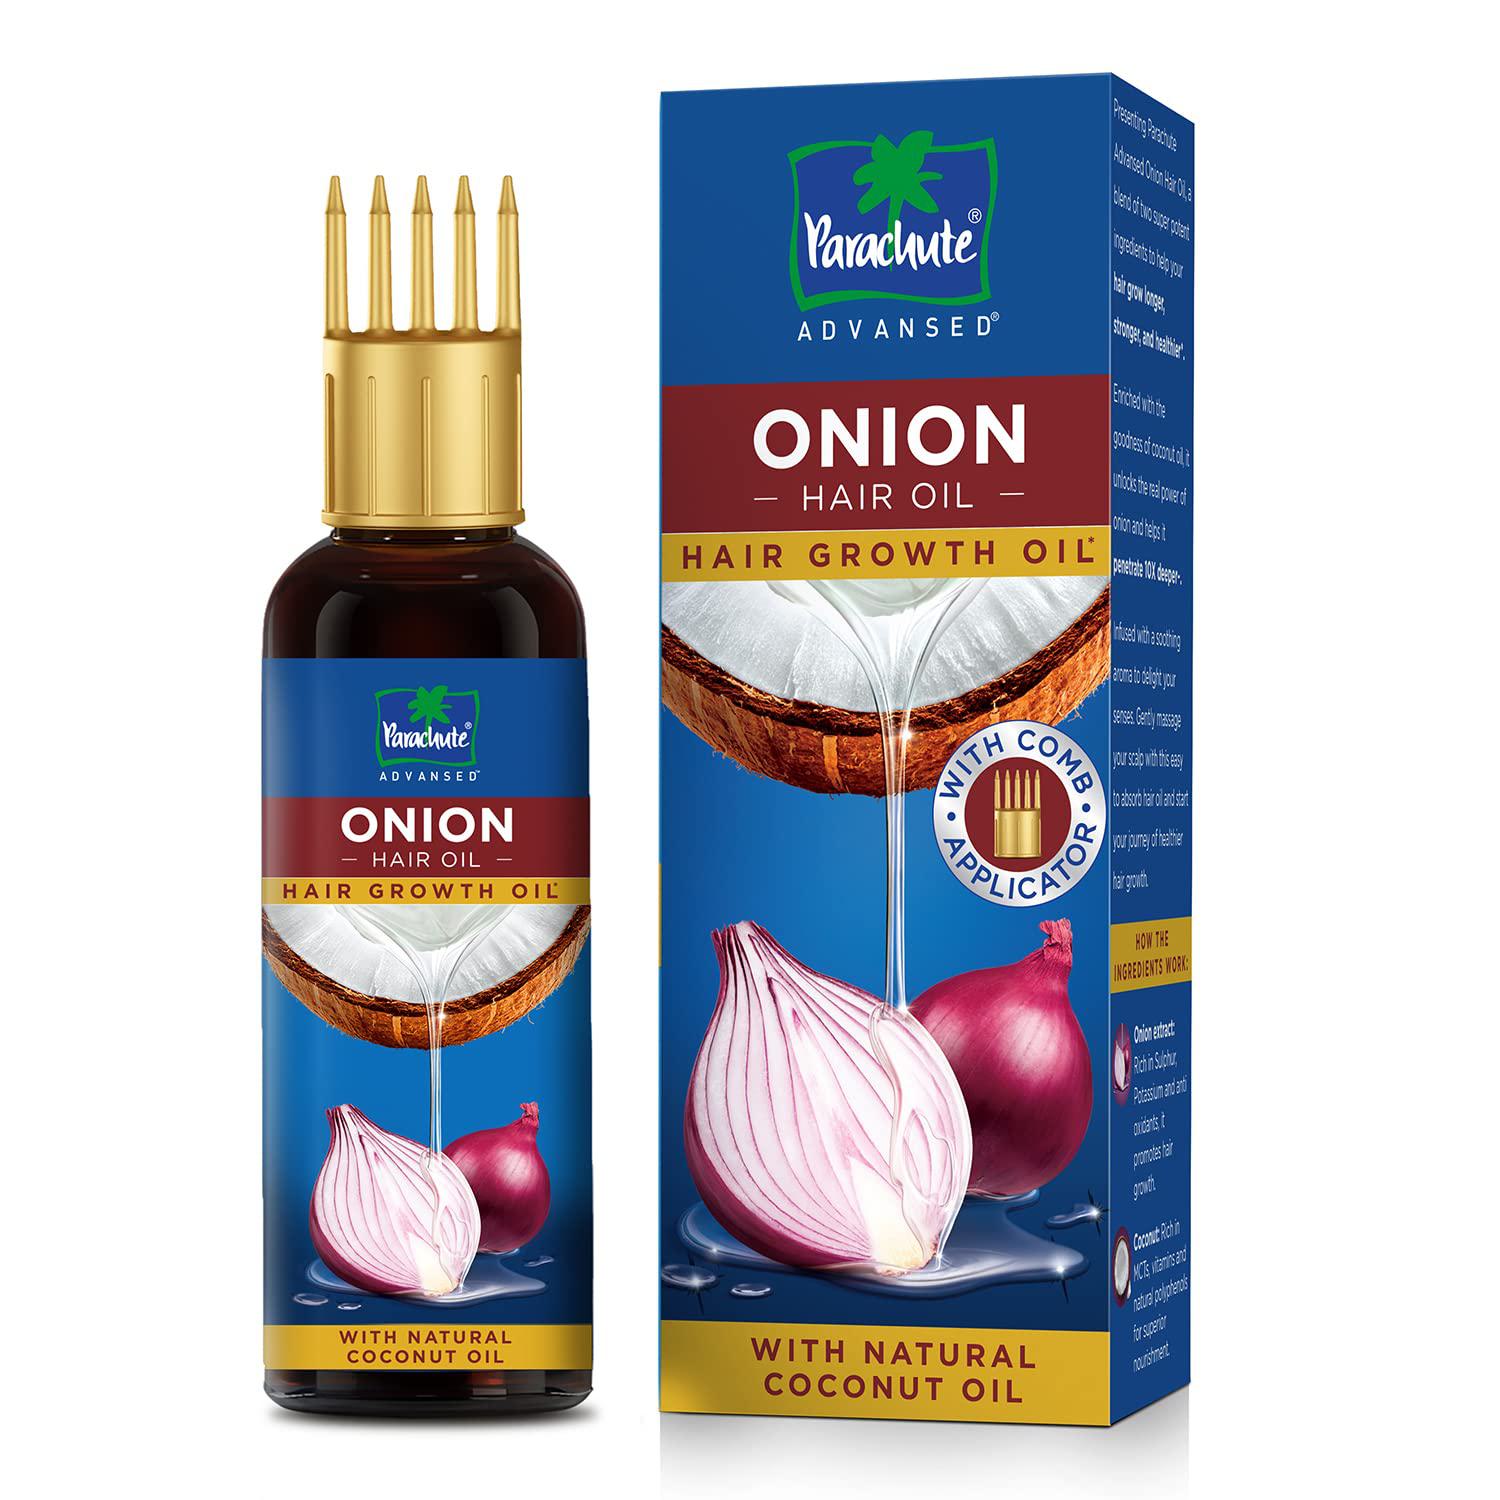 Parachute®
ADVANSED™
ONION
— HAIR OIL —
HAIR GROWTH OIL*
WITH NATURAL
COCONUT OIL
Parachute®
ADVANSED®
ONION
— HAIR OIL —
HAIR GROWTH OIL*
• WITH COMB •
APPLICATOR
WITH NATURAL
COCONUT OIL
Presenting Parachute
Advansed Onion Hair Oil, a
blend of two super potent
ingredients to help your
hair grow longer,
stronger, and healthier*.
Enriched with the
goodness of coconut oil, it
unlocks the real power of
onion and helps it
penetrate 10X deeper~.
Infused with a soothing
aroma to delight your
senses. Gently massage
your scalp with this easy
to absorb hair oil and start
your journey of healthier
hair growth.
HOW THE
INGREDIENTS WORK:
Onion extract:
Rich in Sulphur,
Potassium and anti
oxidants, it
promotes hair
growth.
Coconut: Rich in
MCTs, vitamins and
natural polyphenols
for superior
nourishment.